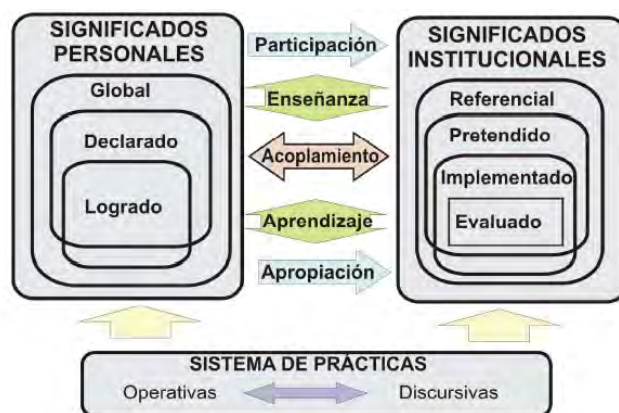 SIGNIFICADOS
PERSONALES
Global
Declarado
Logrado
Participación
Enseñanza
Acoplamiento
Aprendizaje
Apropiación
SIGNIFICADOS
INSTITUCIONALES
Referencial
Pretendido
Implementado
Evaluado
SISTEMA DE PRÁCTICAS
Operativas
Discursivas